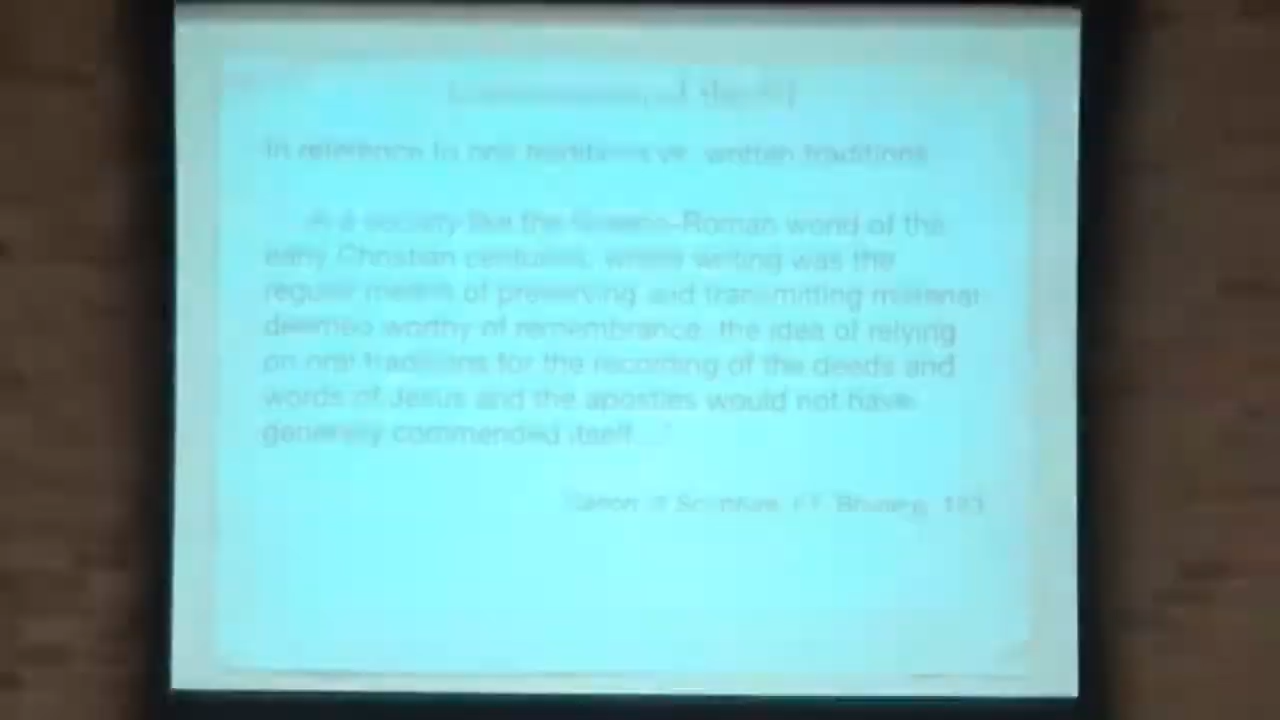 In reference to oral traditions vs. written traditions
a society like the Greco-Roman world of the
early Christian centuries, where writing was the
regular means of preserving and transmitting material
deemed worthy of remembrance, the idea of relying
on oral traditions for the recording of the deeds and
words of Jesus and the apostles would not have
generally commended itself...
Canon of Scripture,